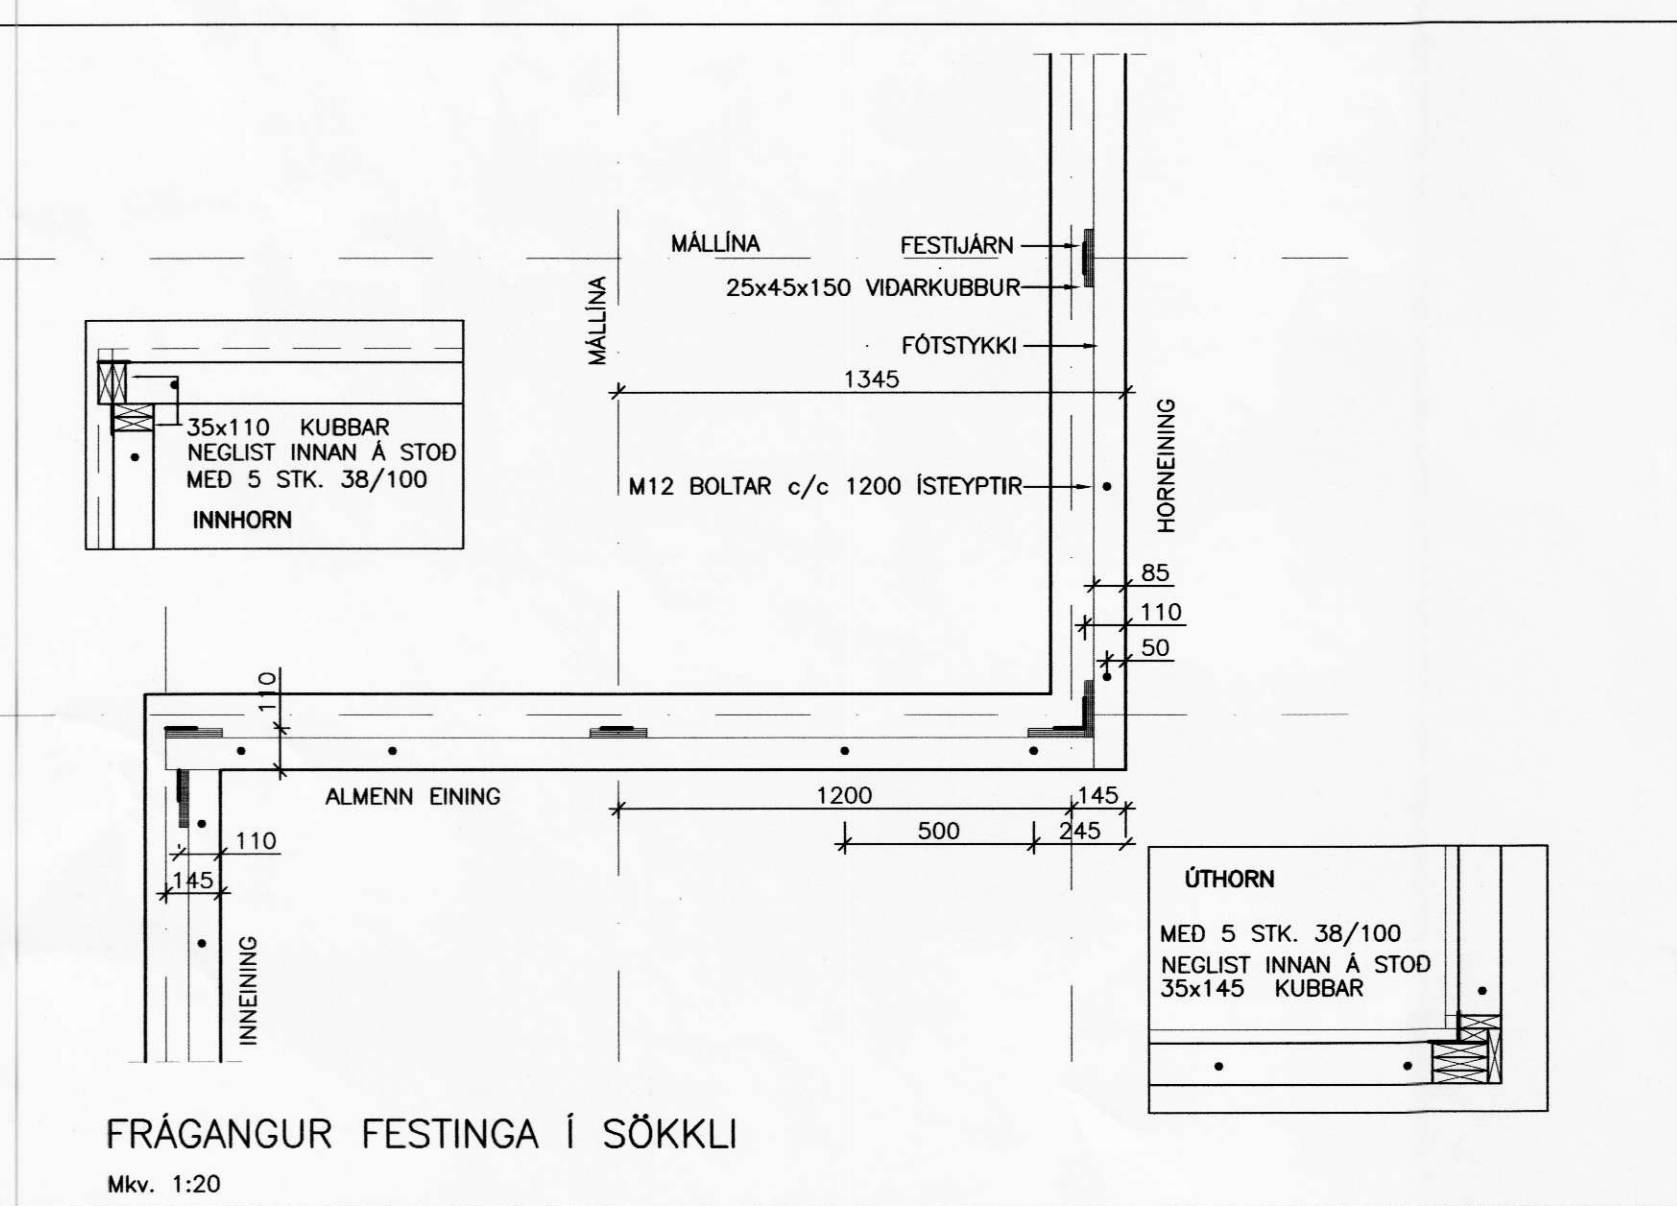 MÁLLÍNA
FESTIJÁRN
25x45x150 VIÐARKUBBUR
MÁLLÍNA
FÓTSTYKKI
1345
35x110 KUBBAR
NEGLIST INNAN Á STOÐ
MEÐ 5 STK. 38/100
INNHORN
M12 BOLTAR c/c 1200 ÍSTEYPTIR
HORNEINING
85
110
50
110
ALMENN EINING
1200
145
500
245
110
145
INNEINING
ÚTHORN
MEÐ 5 STK. 38/100
NEGLIST INNAN Á STOÐ
35x145 KUBBAR
FRÁGANGUR FESTINGA Í SÖKKLI
Mkv. 1:20